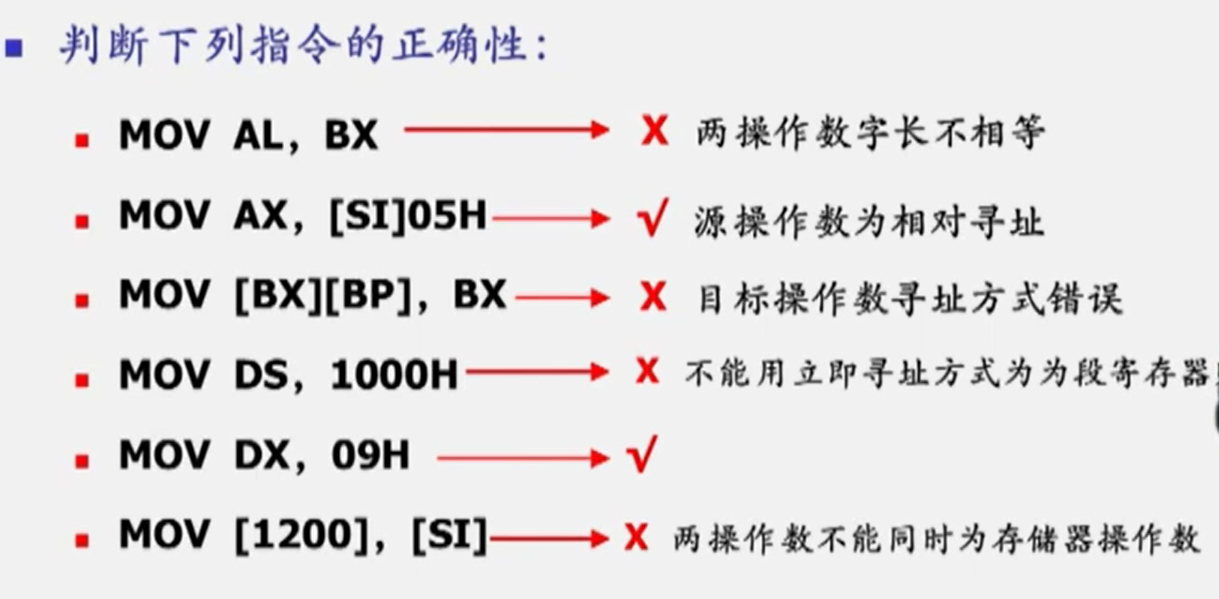 判断下列指令的正确性：
MOV AL，BX X 两操作数字长不相等
MOV AX，[SI]05H √ 源操作数为相对寻址
MOV [BX][BP]，BX X 目标操作数寻址方式错误
MOV DS，1000H X 不能用立即寻址方式为为段寄存器
MOV DX，09H √
MOV [1200]，[SI] X 两操作数不能同时为存储器操作数